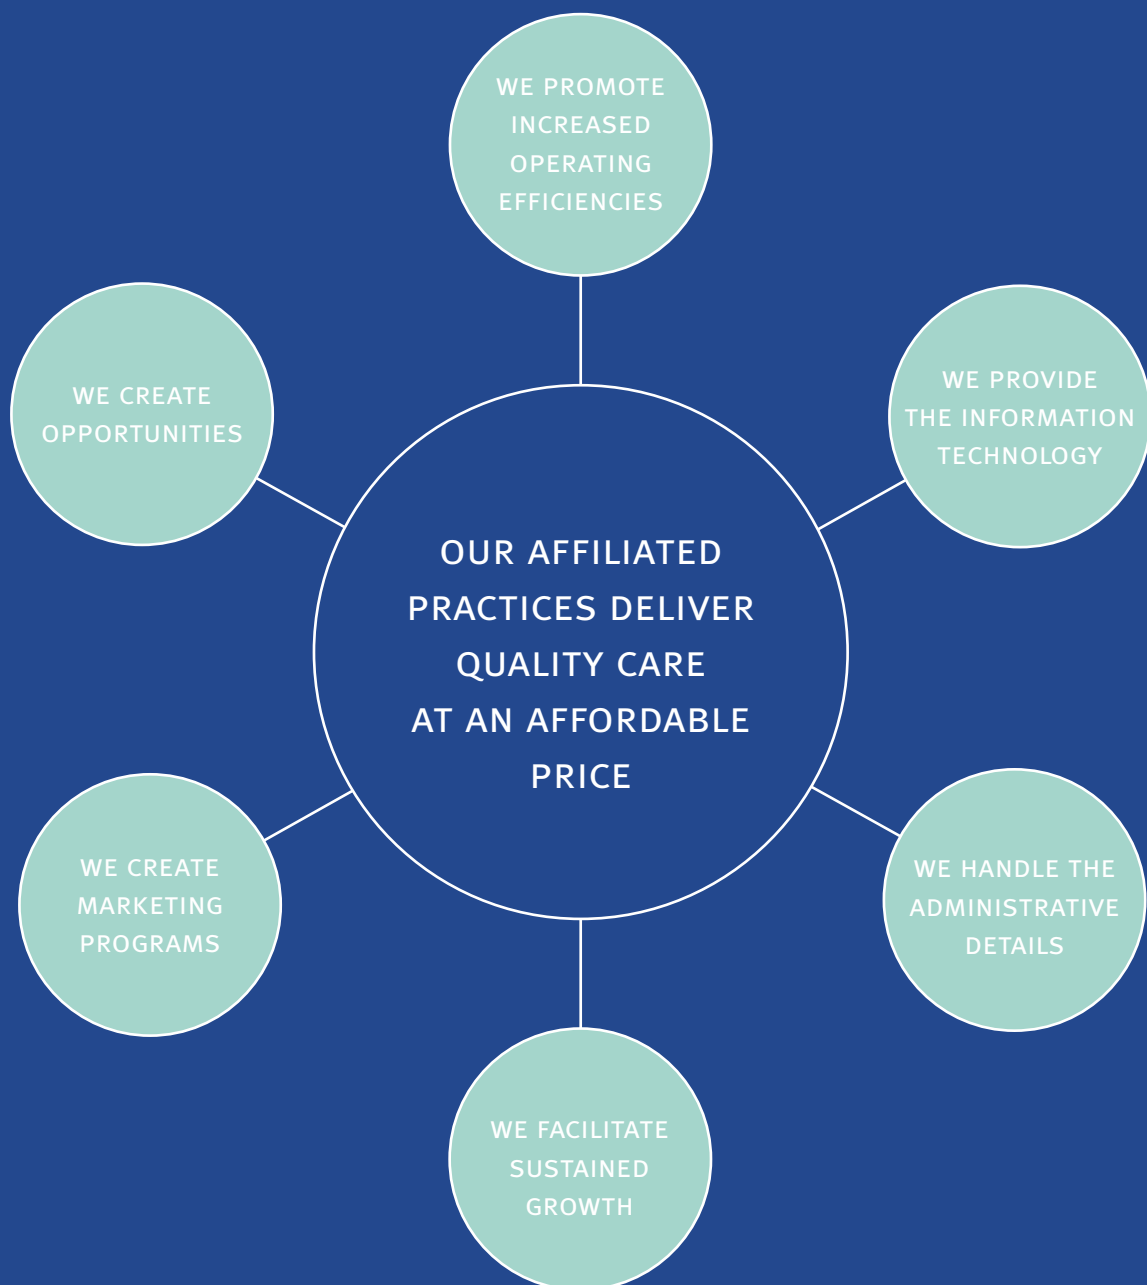 WE PROMOTE
INCREASED
OPERATING
EFFICIENCIES
WE CREATE
OPPORTUNITIES
WE PROVIDE
THE INFORMATION
TECHNOLOGY
OUR AFFILIATED
PRACTICES DELIVER
QUALITY CARE
AT AN AFFORDABLE
PRICE
WE CREATE
MARKETING
PROGRAMS
WE HANDLE THE
ADMINISTRATIVE
DETAILS
WE FACILITATE
SUSTAINED
GROWTH